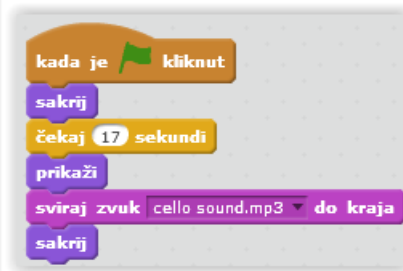 kada je kliknut
sakrij
čekaj 17 sekundi
prikaži
sviraj zvuk cello sound.mp3 do kraja
sakrij